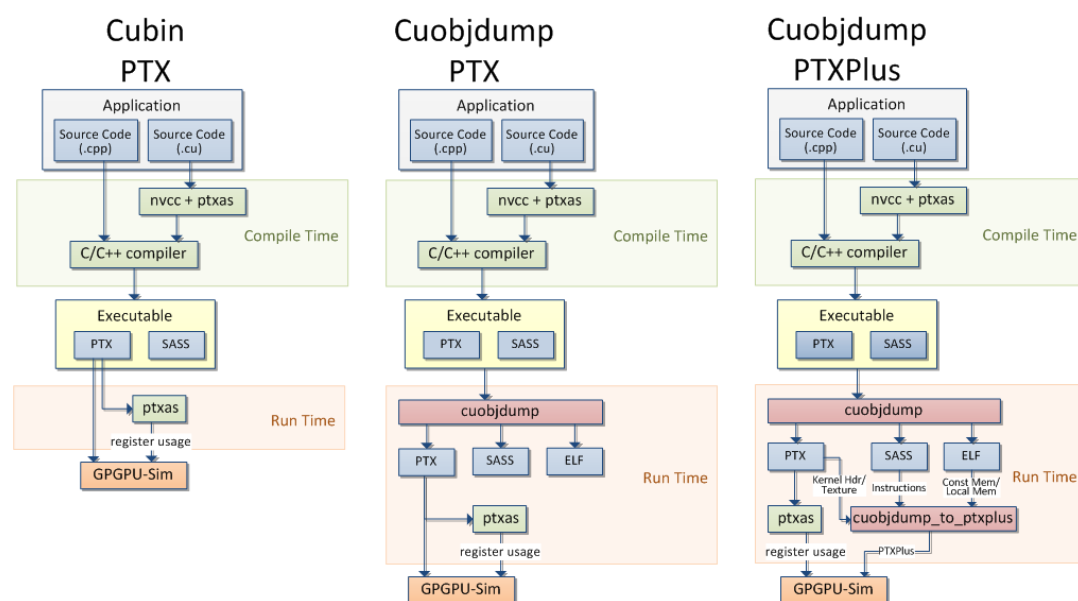 Cubin
PTX
Application
Source Code
(.cpp)
Source Code
(.cu)
nvcc + ptxas
Compile Time
C/C++ compiler
Executable
PTX
SASS
ptxas
Run Time
register usage
GPGPU-Sim
Cuobjdump
PTX
Application
Source Code
(.cpp)
Source Code
(.cu)
nvcc + ptxas
Compile Time
C/C++ compiler
Executable
PTX
SASS
cuobjdump
PTX
SASS
ELF
Run Time
ptxas
register usage
GPGPU-Sim
Cuobjdump
PTXPlus
Application
Source Code
(.cpp)
Source Code
(.cu)
nvcc + ptxas
Compile Time
C/C++ compiler
Executable
PTX
SASS
cuobjdump
PTX
SASS
ELF
Run Time
Kernel Hdr/
Texture
Instructions
Const Mem/
Local Mem
ptxas
cuobjdump_to_ptxplus
register usage
PTXPlus
GPGPU-Sim